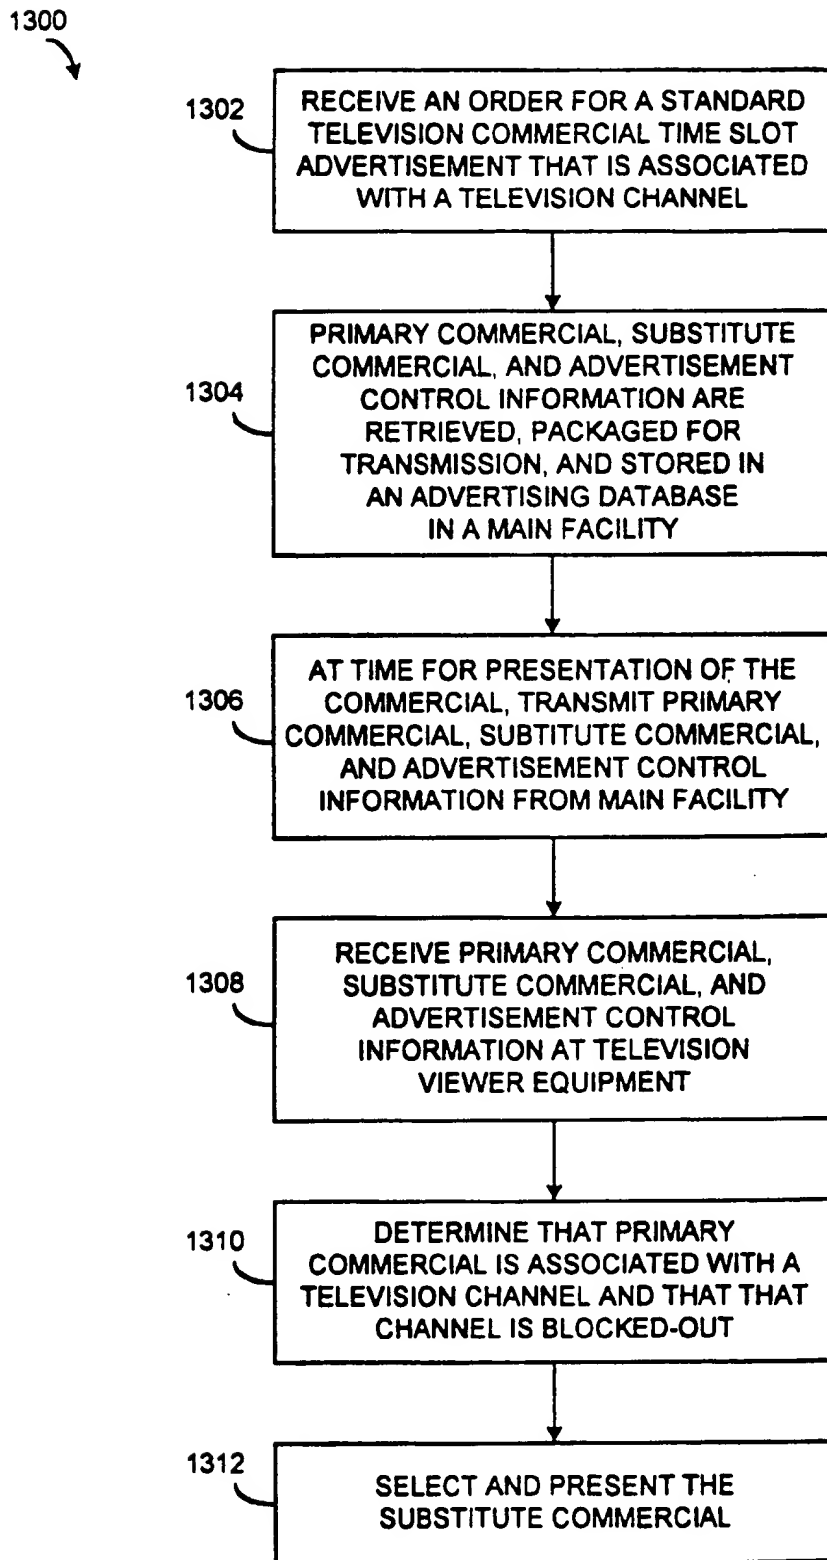 1300
1302
RECEIVE AN ORDER FOR A STANDARD
TELEVISION COMMERCIAL TIME SLOT
ADVERTISEMENT THAT IS ASSOCIATED
WITH A TELEVISION CHANNEL
1304
PRIMARY COMMERCIAL, SUBSTITUTE
COMMERCIAL, AND ADVERTISEMENT
CONTROL INFORMATION ARE
RETRIEVED, PACKAGED FOR
TRANSMISSION, AND STORED IN
AN ADVERTISING DATABASE
IN A MAIN FACILITY
1306
AT TIME FOR PRESENTATION OF THE
COMMERCIAL, TRANSMIT PRIMARY
COMMERCIAL, SUBTITUTE COMMERCIAL,
AND ADVERTISEMENT CONTROL
INFORMATION FROM MAIN FACILITY
1308
RECEIVE PRIMARY COMMERCIAL,
SUBSTITUTE COMMERCIAL, AND
ADVERTISEMENT CONTROL
INFORMATION AT TELEVISION
VIEWER EQUIPMENT
1310
DETERMINE THAT PRIMARY
COMMERCIAL IS ASSOCIATED WITH A
TELEVISION CHANNEL AND THAT THAT
CHANNEL IS BLOCKED-OUT
1312
SELECT AND PRESENT THE
SUBSTITUTE COMMERCIAL